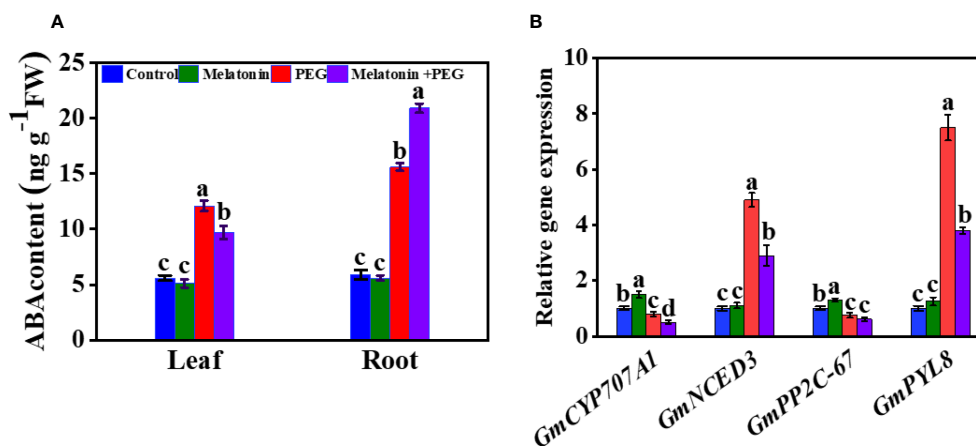 A
ABAcontent (ng g-1FW)
25
20
15
10
5
0
Control Melatonin PEG Melatonin +PEG
c c a b
c c b a
Leaf Root
B
Relative gene expression
10
8
6
4
2
0
b a c d
c c a b
b a c c
c c a b
GmCYP707A1 GmNCED3 GmPP2C-67 GmPYL8